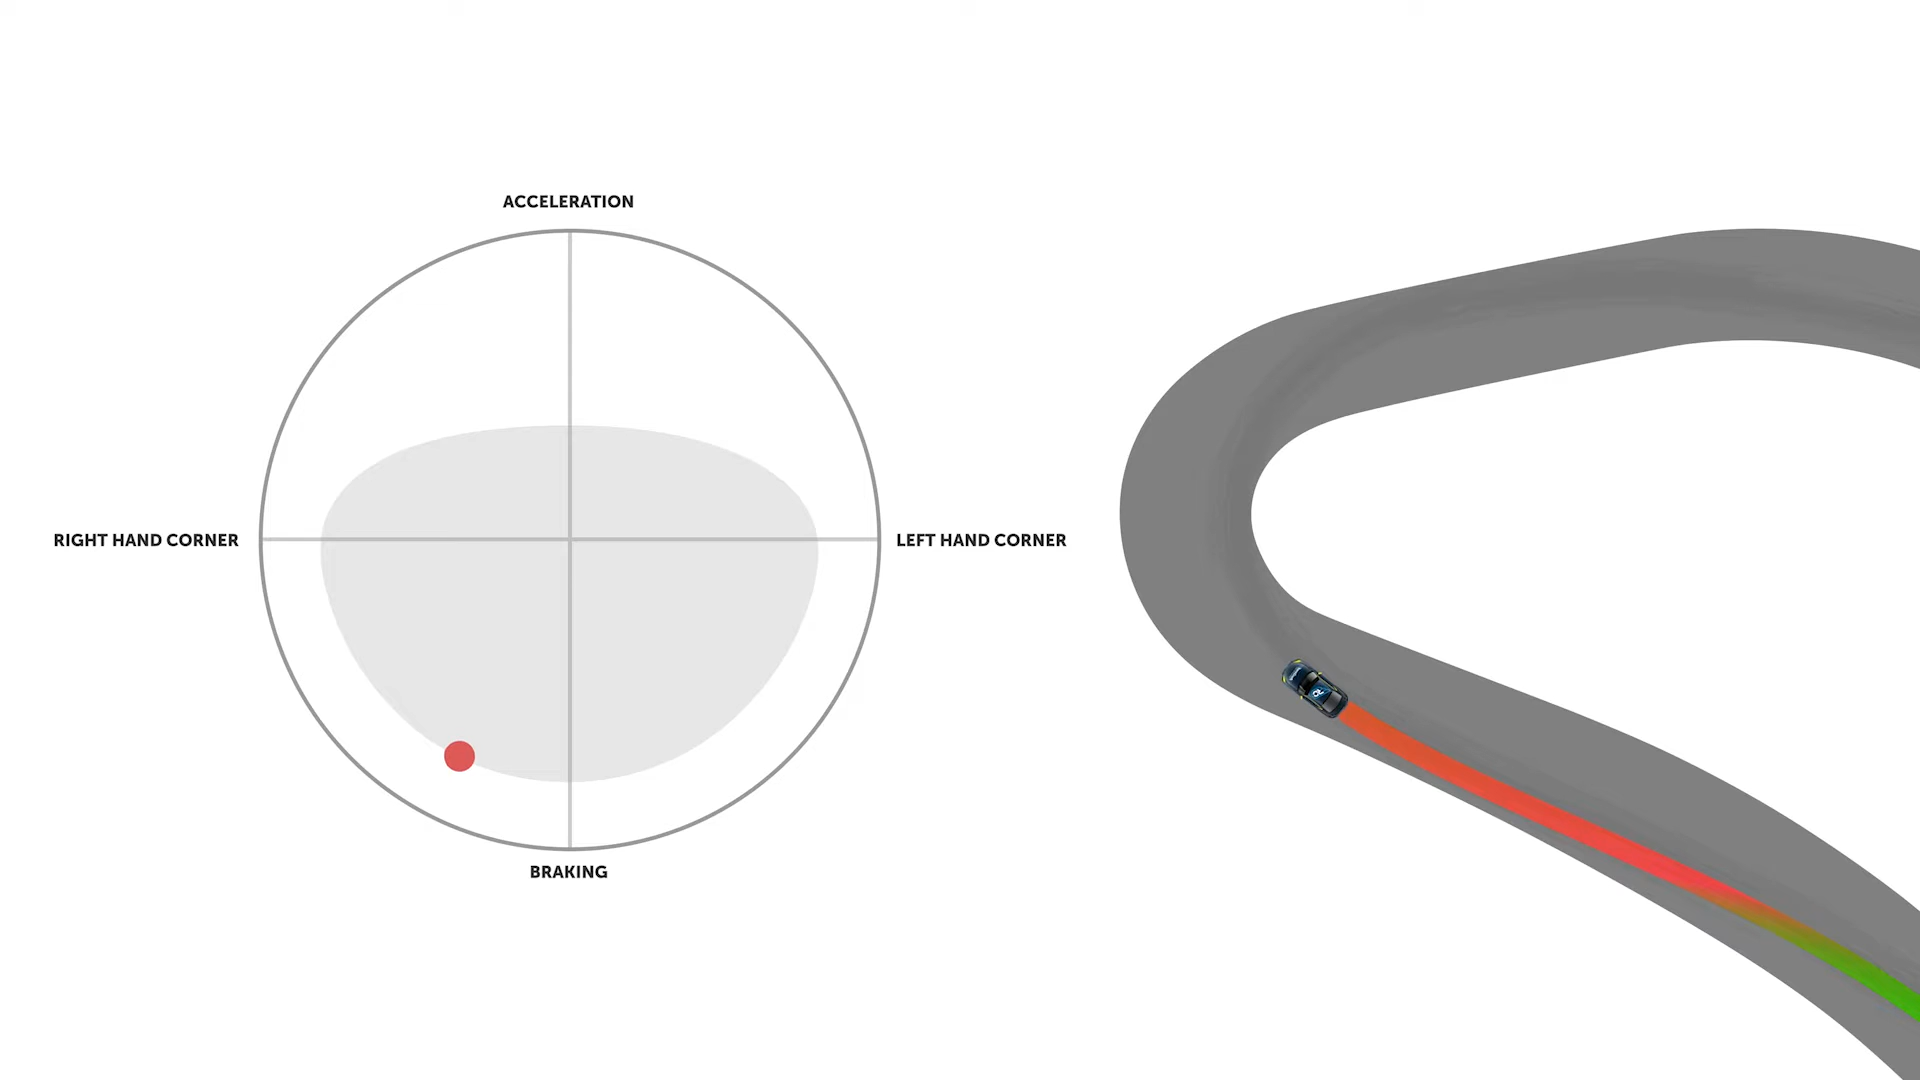 ACCELERATION
RIGHT HAND CORNER
LEFT HAND CORNER
BRAKING